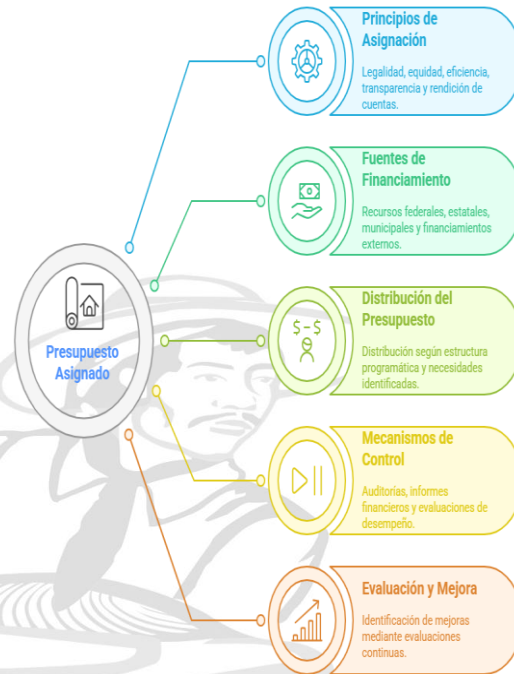 Principios de
Asignación
Legalidad, equidad, eficiencia,
transparencia y rendición de
cuentas.
Fuentes de
Financiamiento
Recursos federales, estatales,
municipales y financiamientos
externos.
Presupuesto
Asignado
Distribución del
Presupuesto
Distribución según estructura
programática y necesidades
identificadas.
$-$
Mecanismos de
Control
Auditorías, informes
financieros y evaluaciones de
desempeño.
Evaluación y Mejora
Identificación de mejoras
mediante evaluaciones
continuas.